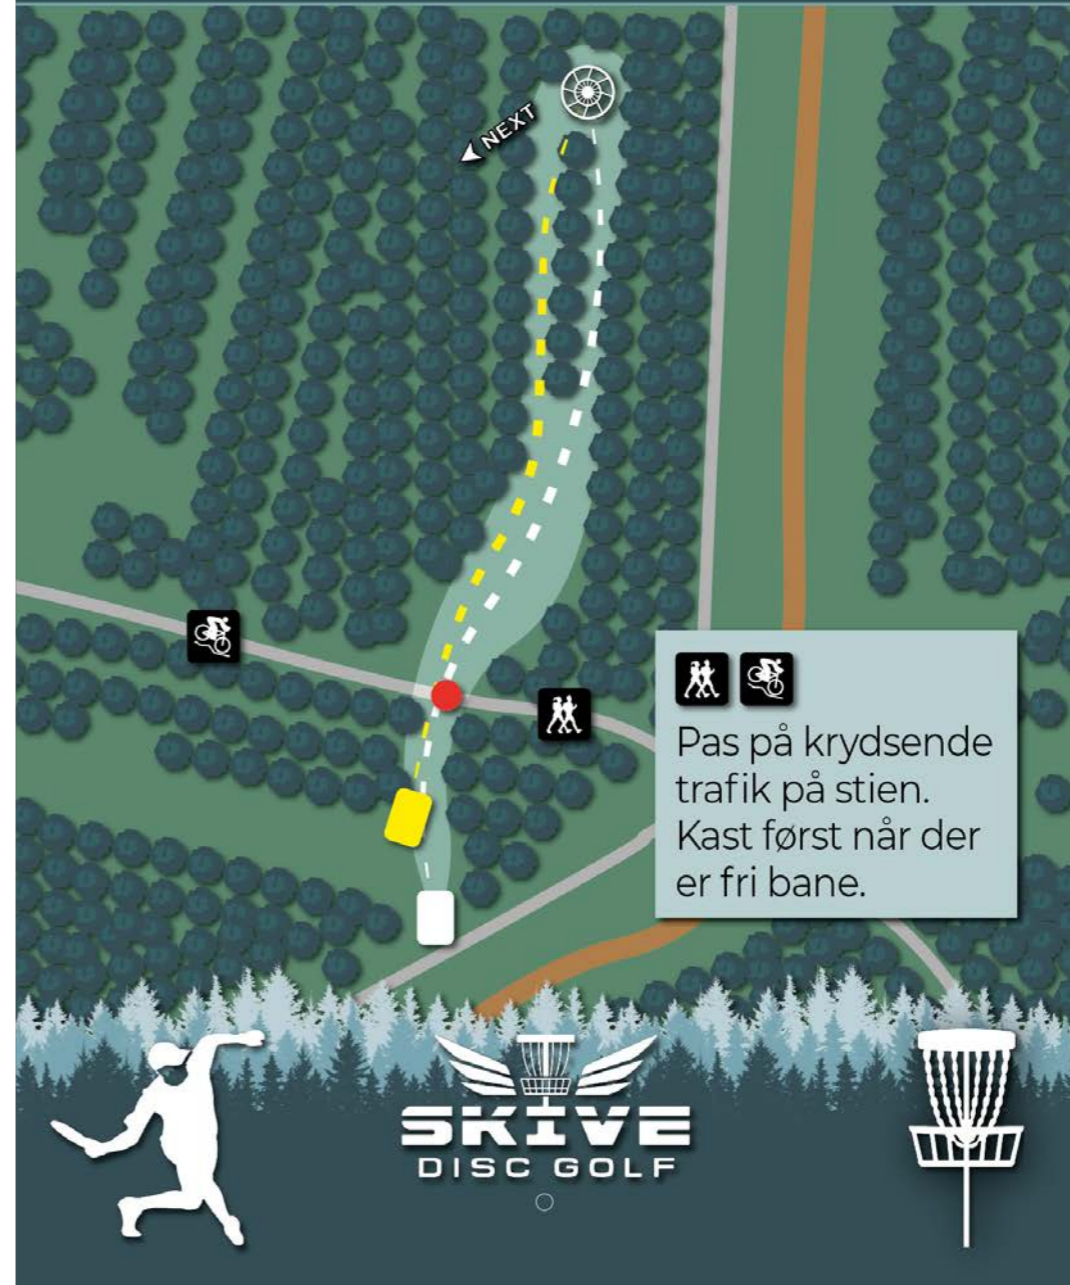 NEXT
Pas på krydsende
trafik på stien.
Kast først når der
er fri bane.
SKIVE
DISC GOLF